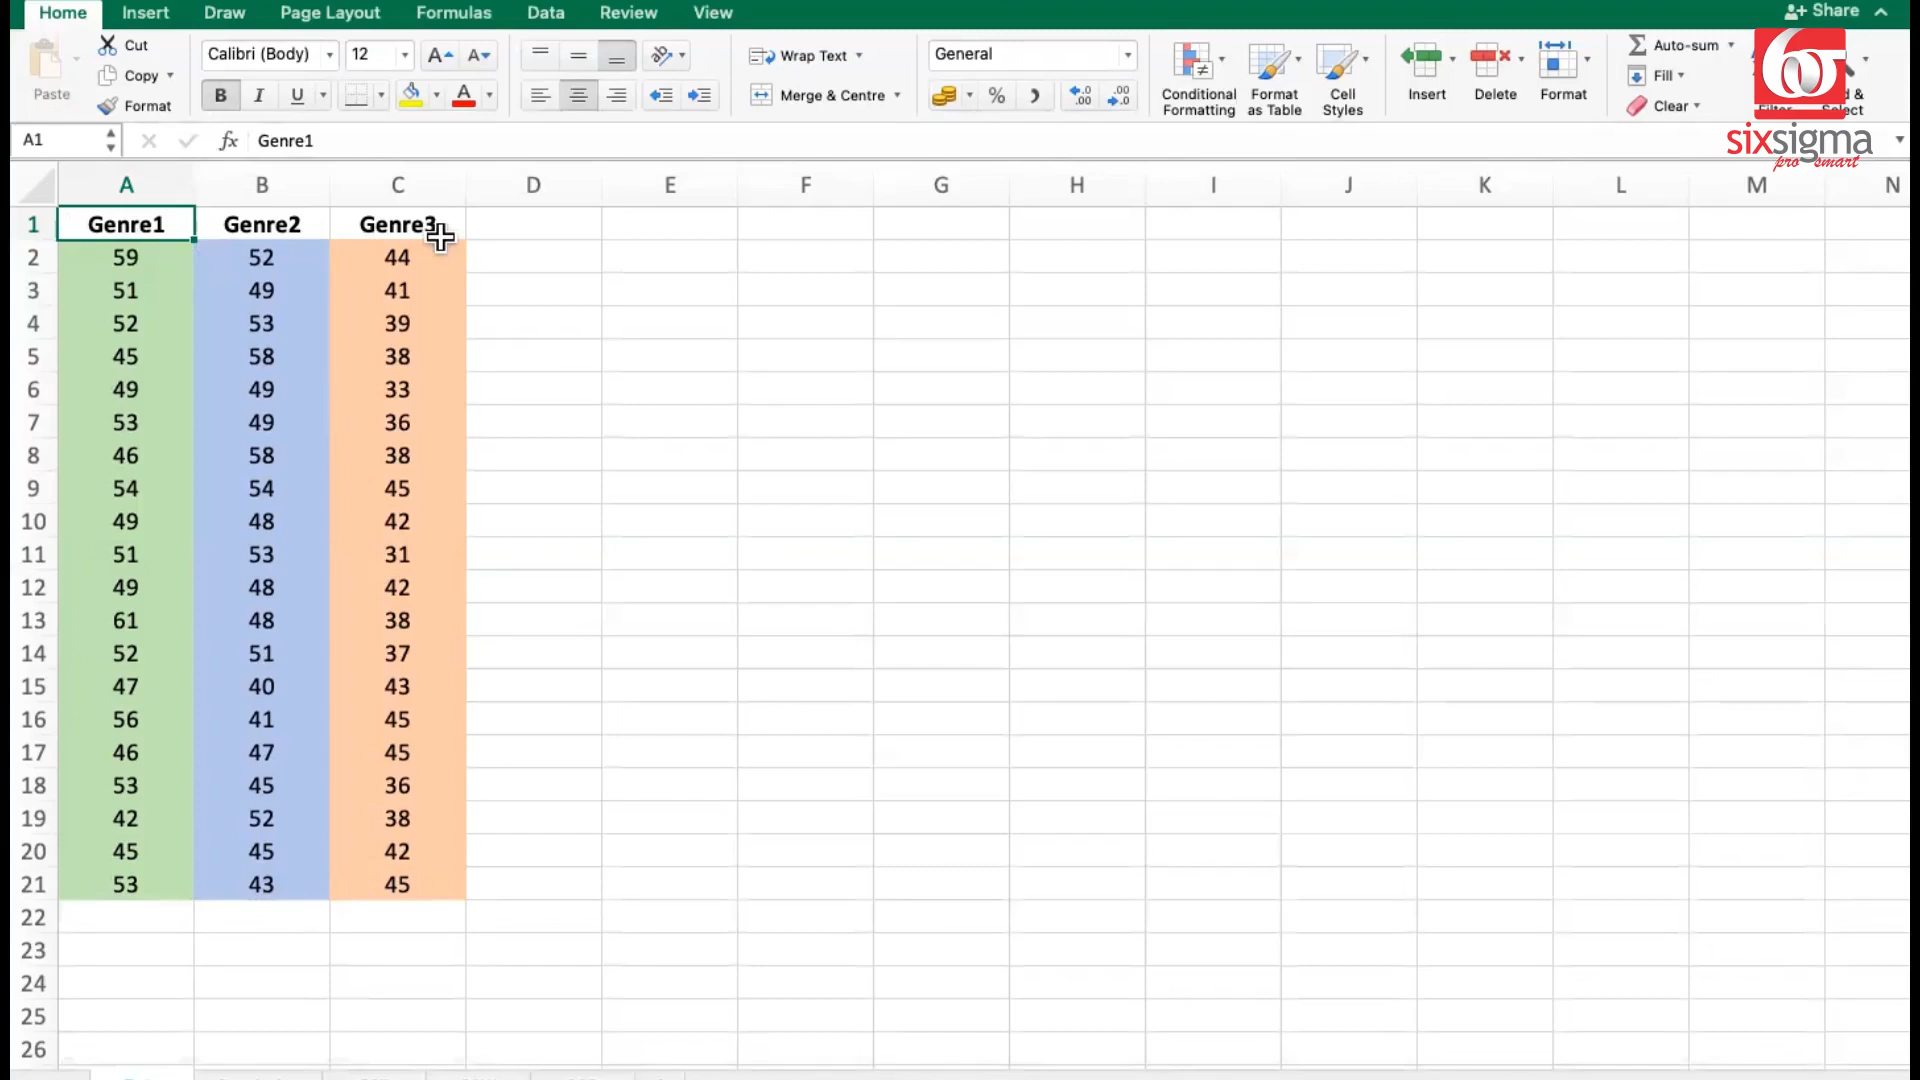 Home Insert Draw Page Layout Formulas Data Review View Share
Paste
Cut
Copy
Format
Calibri (Body) 12
B I U
Wrap Text
Merge & Centre
General
Conditional Formatting
Format as Table
Cell Styles
Insert
Delete
Format
Auto-sum
Fill
Clear
sixsigma
pro smart
A1 fx Genre1
A B C D E F G H I J K L M N
1 Genre1 Genre2 Genre3
2 59 52 44
3 51 49 41
4 52 53 39
5 45 58 38
6 49 49 33
7 53 49 36
8 46 58 38
9 54 54 45
10 49 48 42
11 51 53 31
12 49 48 42
13 61 48 38
14 52 51 37
15 47 40 43
16 56 41 45
17 46 47 45
18 53 45 36
19 42 52 38
20 45 45 42
21 53 43 45
22
23
24
25
26